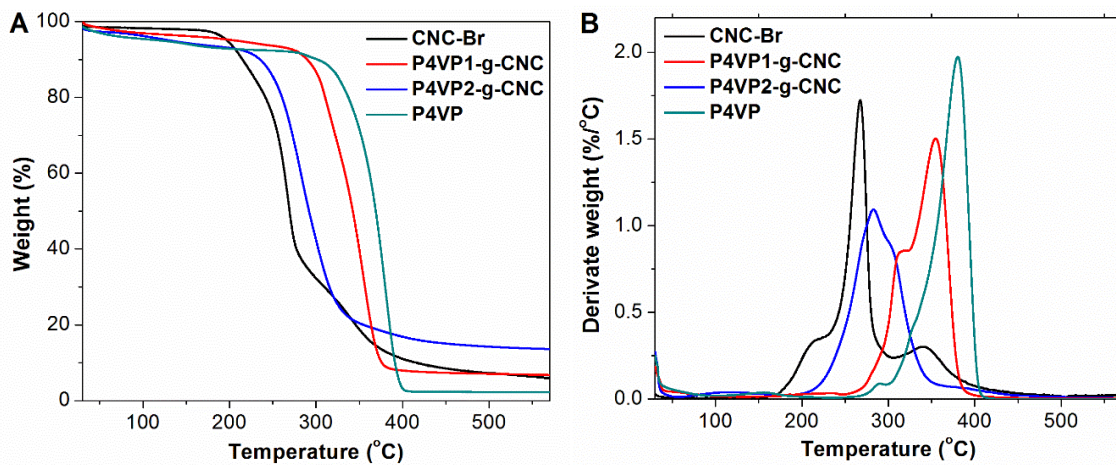 A
CNC-Br
P4VP1-g-CNC
P4VP2-g-CNC
P4VP
Weight (%)
100
80
60
40
20
0
100
200
300
400
500
Temperature (°C)
B
CNC-Br
P4VP1-g-CNC
P4VP2-g-CNC
P4VP
Derivate weight (%/°C)
2.0
1.5
1.0
0.5
0.0
100
200
300
400
500
Temperature (°C)